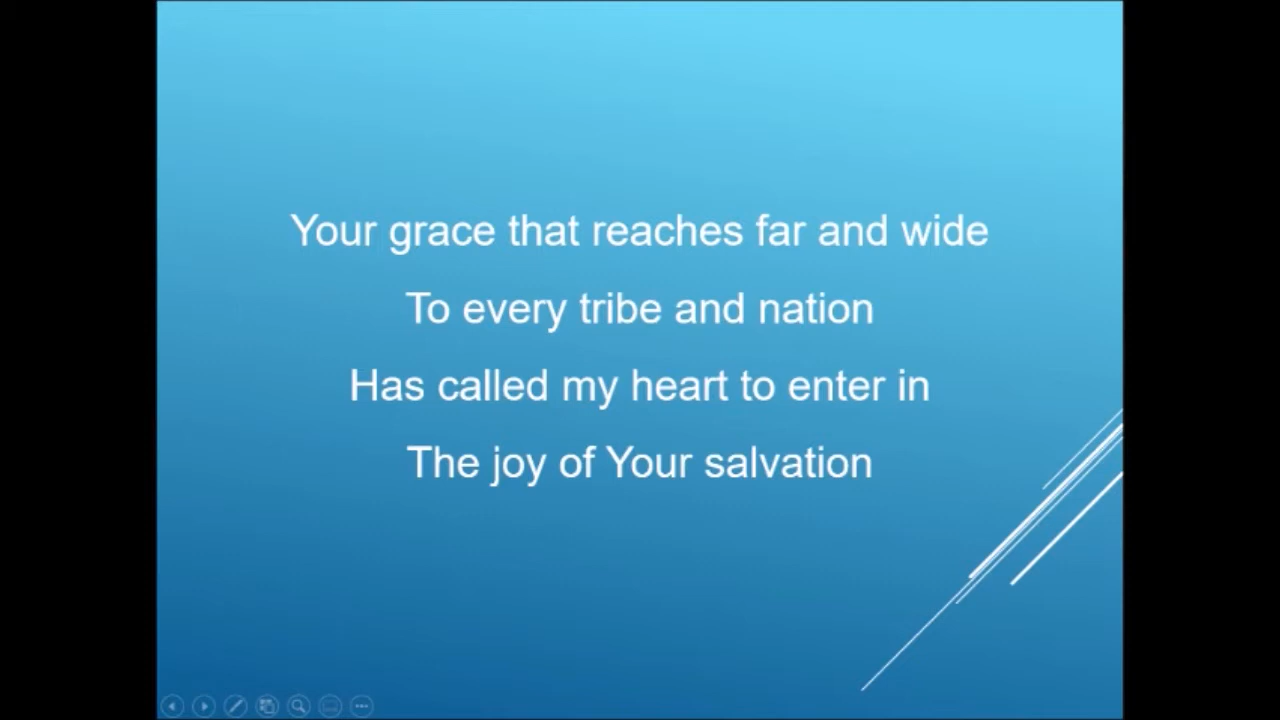 Your grace that reaches far and wide
To every tribe and nation
Has called my heart to enter in
The joy of Your salvation